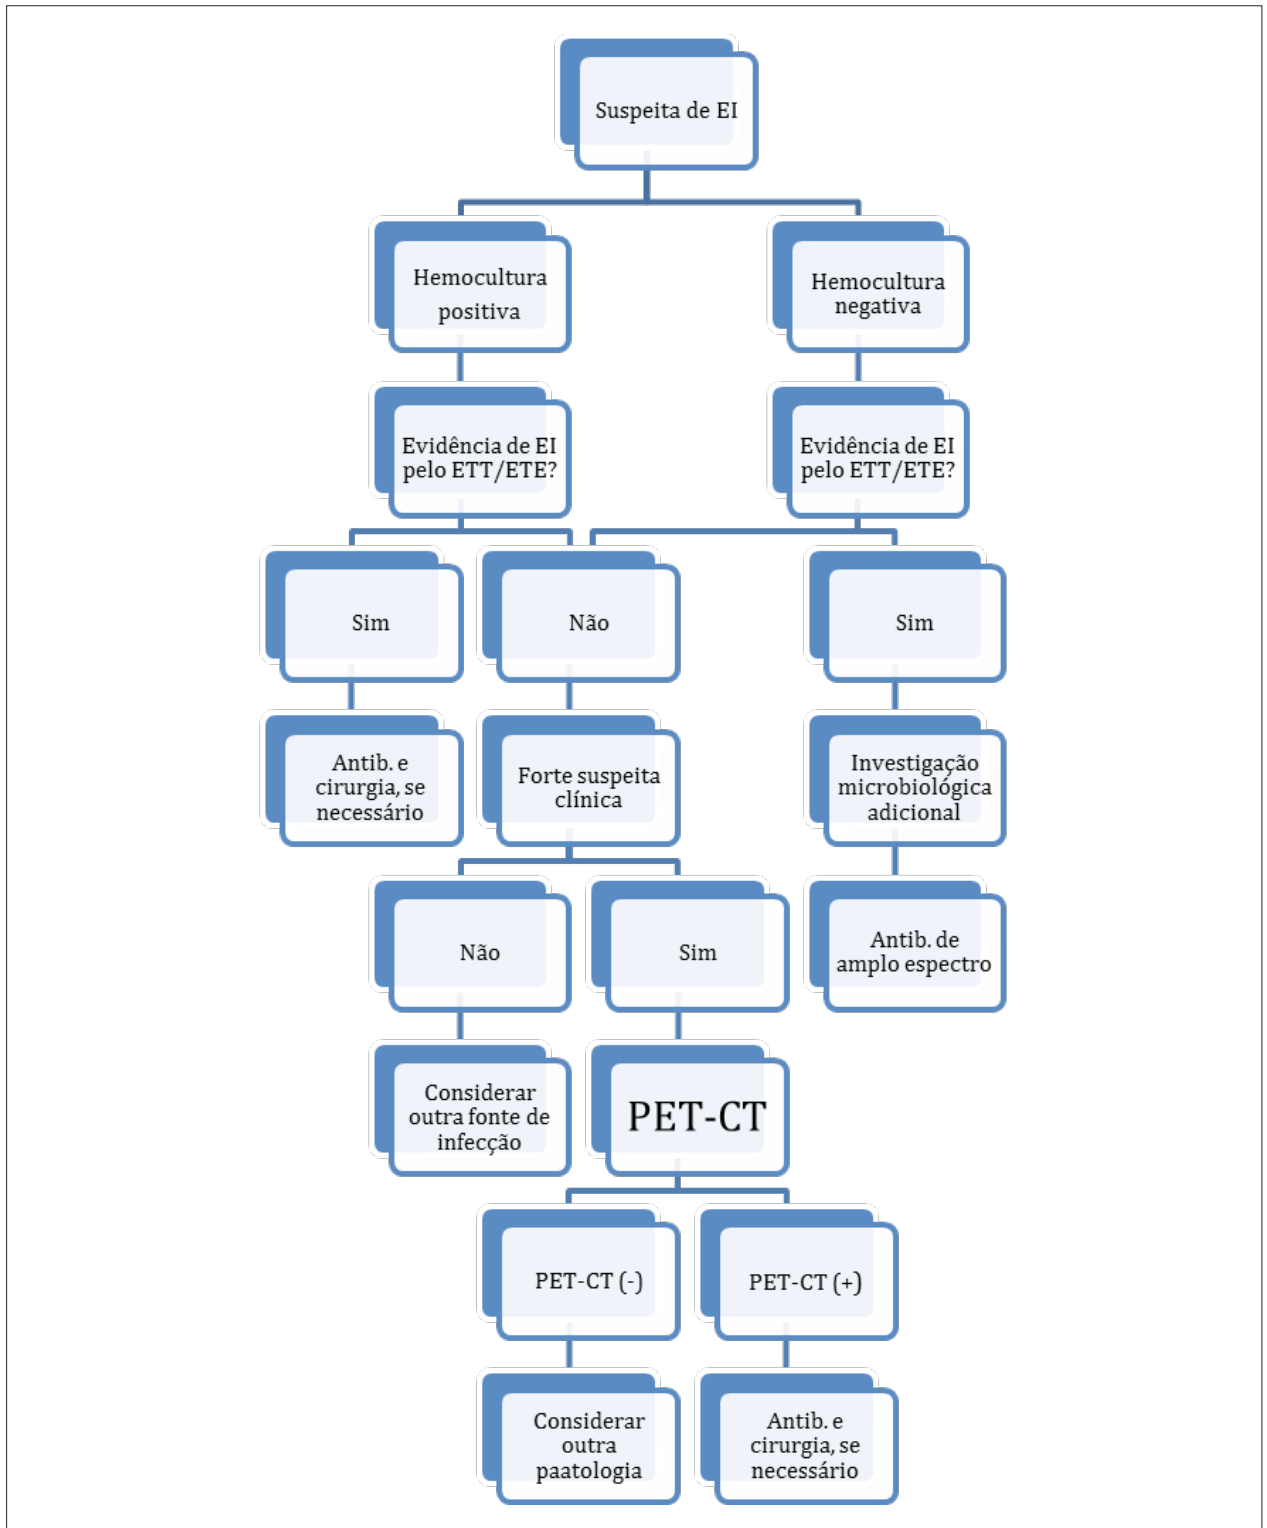 Suspeita de EI
Hemocultura
positiva
Hemocultura
negativa
Evidência de EI
pelo ETT/ETE?
Evidência de EI
pelo ETT/ETE?
Sim
Não
Sim
Antib. e
cirurgia, se
necessário
Forte suspeita
clínica
Investigação
microbiológica
adicional
Não
Sim
Antib. de
amplo espectro
Considerar
outra fonte de
infecção
PET-CT
PET-CT (-)
PET-CT (+)
Considerar
outra
paatologia
Antib. e
cirurgia, se
necessário